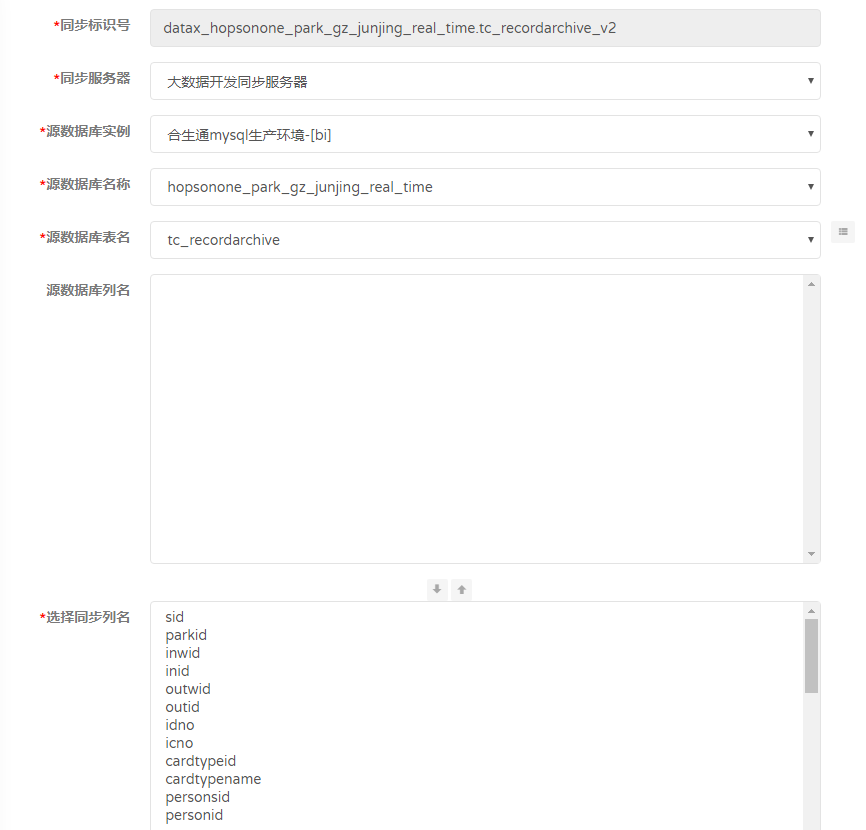 *同步标识号 datax_hopsonone_park_gz_junjing_real_time.tc_recordarchive_v2
*同步服务器 大数据开发同步服务器
*源数据库实例 合生通mysql生产环境-[bi]
*源数据库名称 hopsonone_park_gz_junjing_real_time
*源数据库表名 tc_recordarchive
源数据库列名
*选择同步列名 sid
parkid
inwid
inid
outwid
outid
idno
icno
cardtypeid
cardtypename
personsid
personid